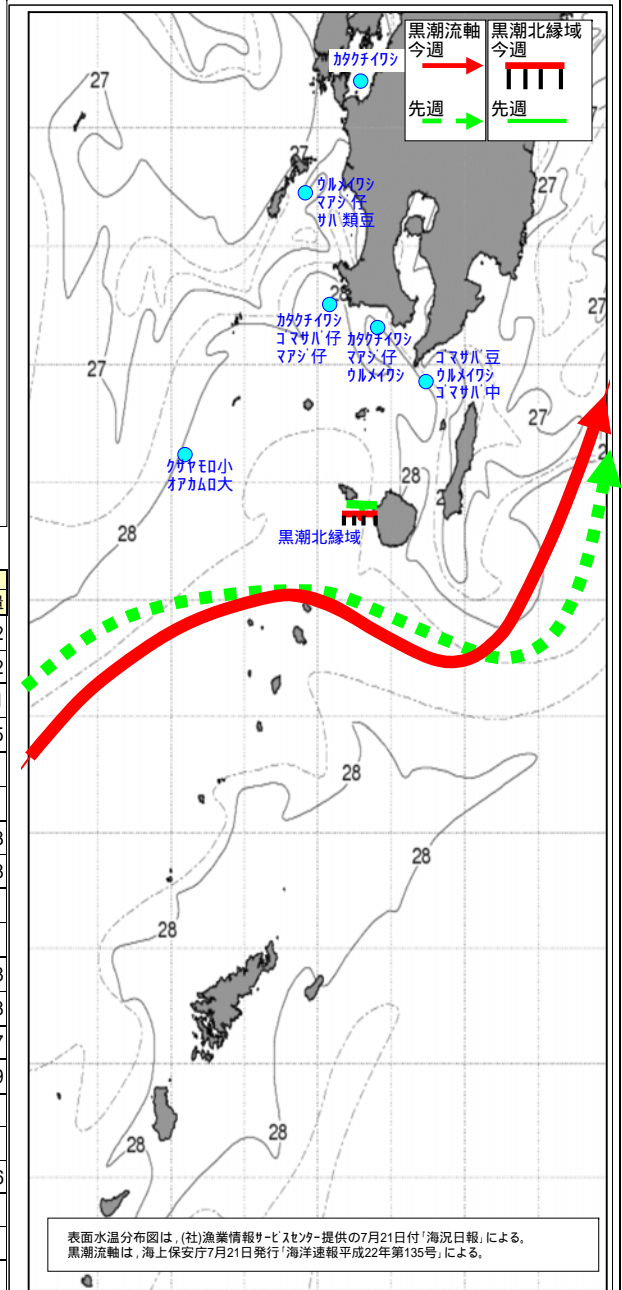 黒潮流軸
今週
先週
黒潮北縁域
今週
先週
カタクチイワシ
27
27
27
27
ウルメイワシ
マアジ仔
サバ類豆
28
カタクチイワシ
ゴマサバ仔
マアジ仔
カタクチイワシ
マアジ仔
ウルメイワシ
ゴマサバ豆
ウルメイワシ
ゴマサバ中
27
27
クサヤモロ小
オアカムロ大
28
28
黒潮北縁域
28
28
28
28
28
表面水温分布図は，(社)漁業情報サービスセンター提供の7月21日付「海況日報」による。
黒潮流軸は，海上保安庁7月21日発行「海洋速報平成22年第135号」による。